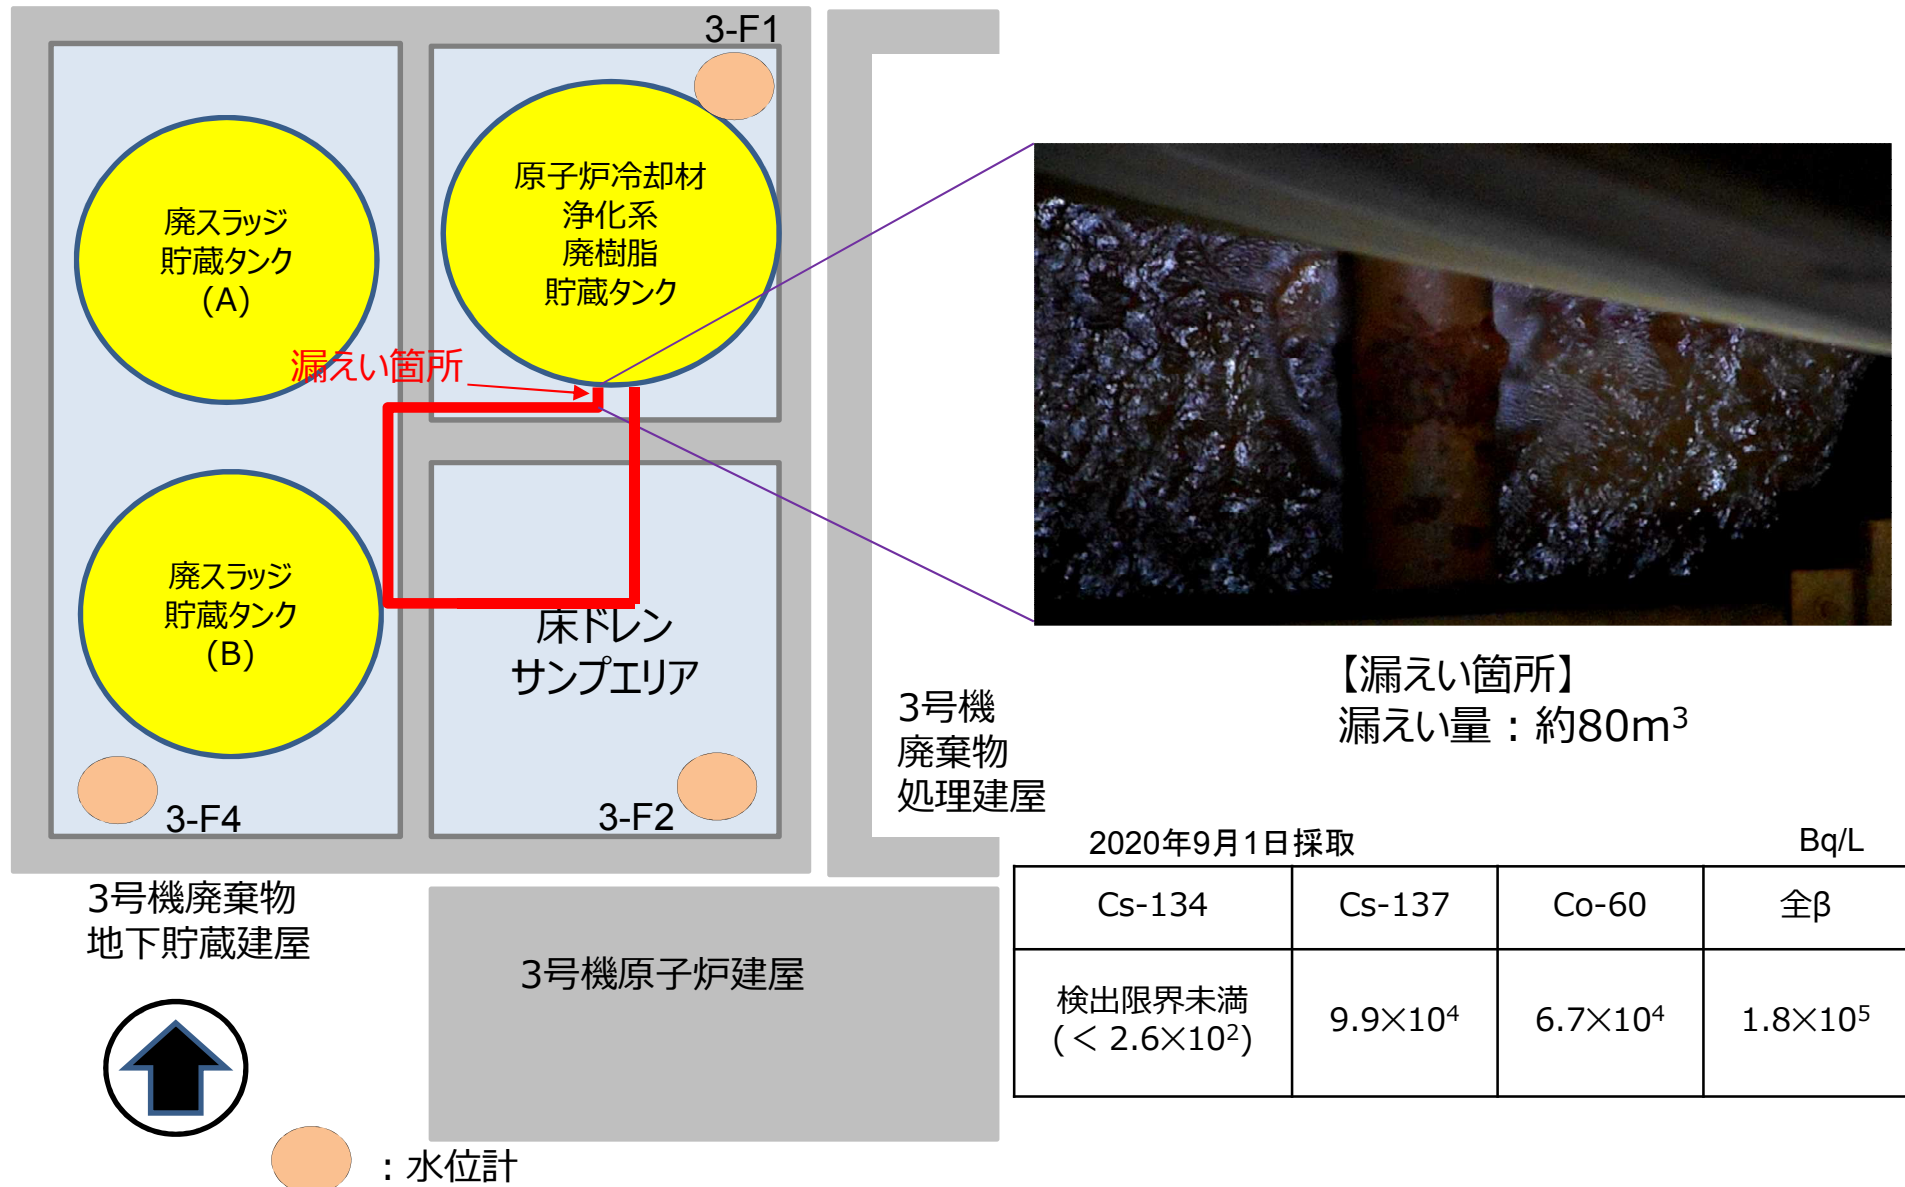 3-F1
原子炉冷却材
浄化系
廃樹脂
貯蔵タンク
廃スラッジ
貯蔵タンク
(A)
漏えい箇所
廃スラッジ
貯蔵タンク
(B)
床ドレン
サンプエリア
3-F4
3-F2
3号機
廃棄物
処理建屋
3号機廃棄物
地下貯蔵建屋
3号機原子炉建屋
：水位計
【漏えい箇所】
漏えい量：約80m³
2020年9月1日採取 Bq/L
Cs-134 Cs-137 Co-60 全β
検出限界未満
(＜2.6×10²) 9.9×10⁴ 6.7×10⁴ 1.8×10⁵